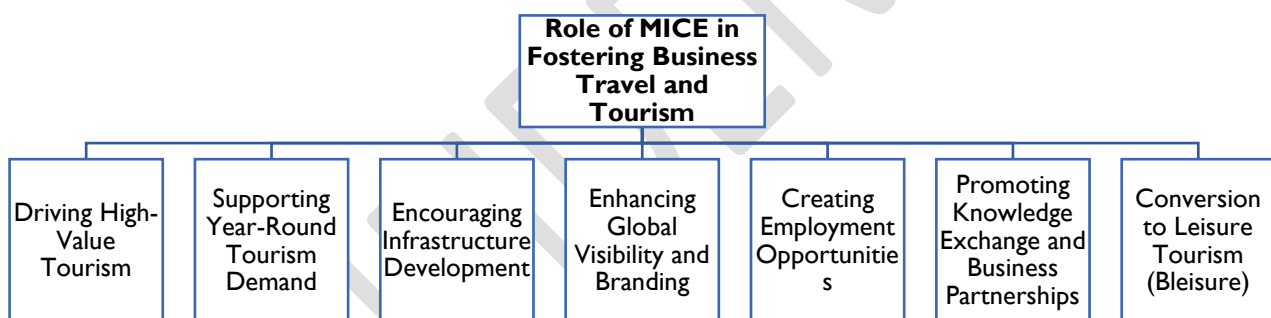 Role of MICE in
Fostering Business
Travel and
Tourism
Driving High-
Value
Tourism
Supporting
Year-Round
Tourism
Demand
Encouraging
Infrastructure
Development
Enhancing
Global
Visibility and
Branding
Creating
Employment
Opportunitie
s
Promoting
Knowledge
Exchange and
Business
Partnerships
Conversion
to Leisure
Tourism
(Bleisure)